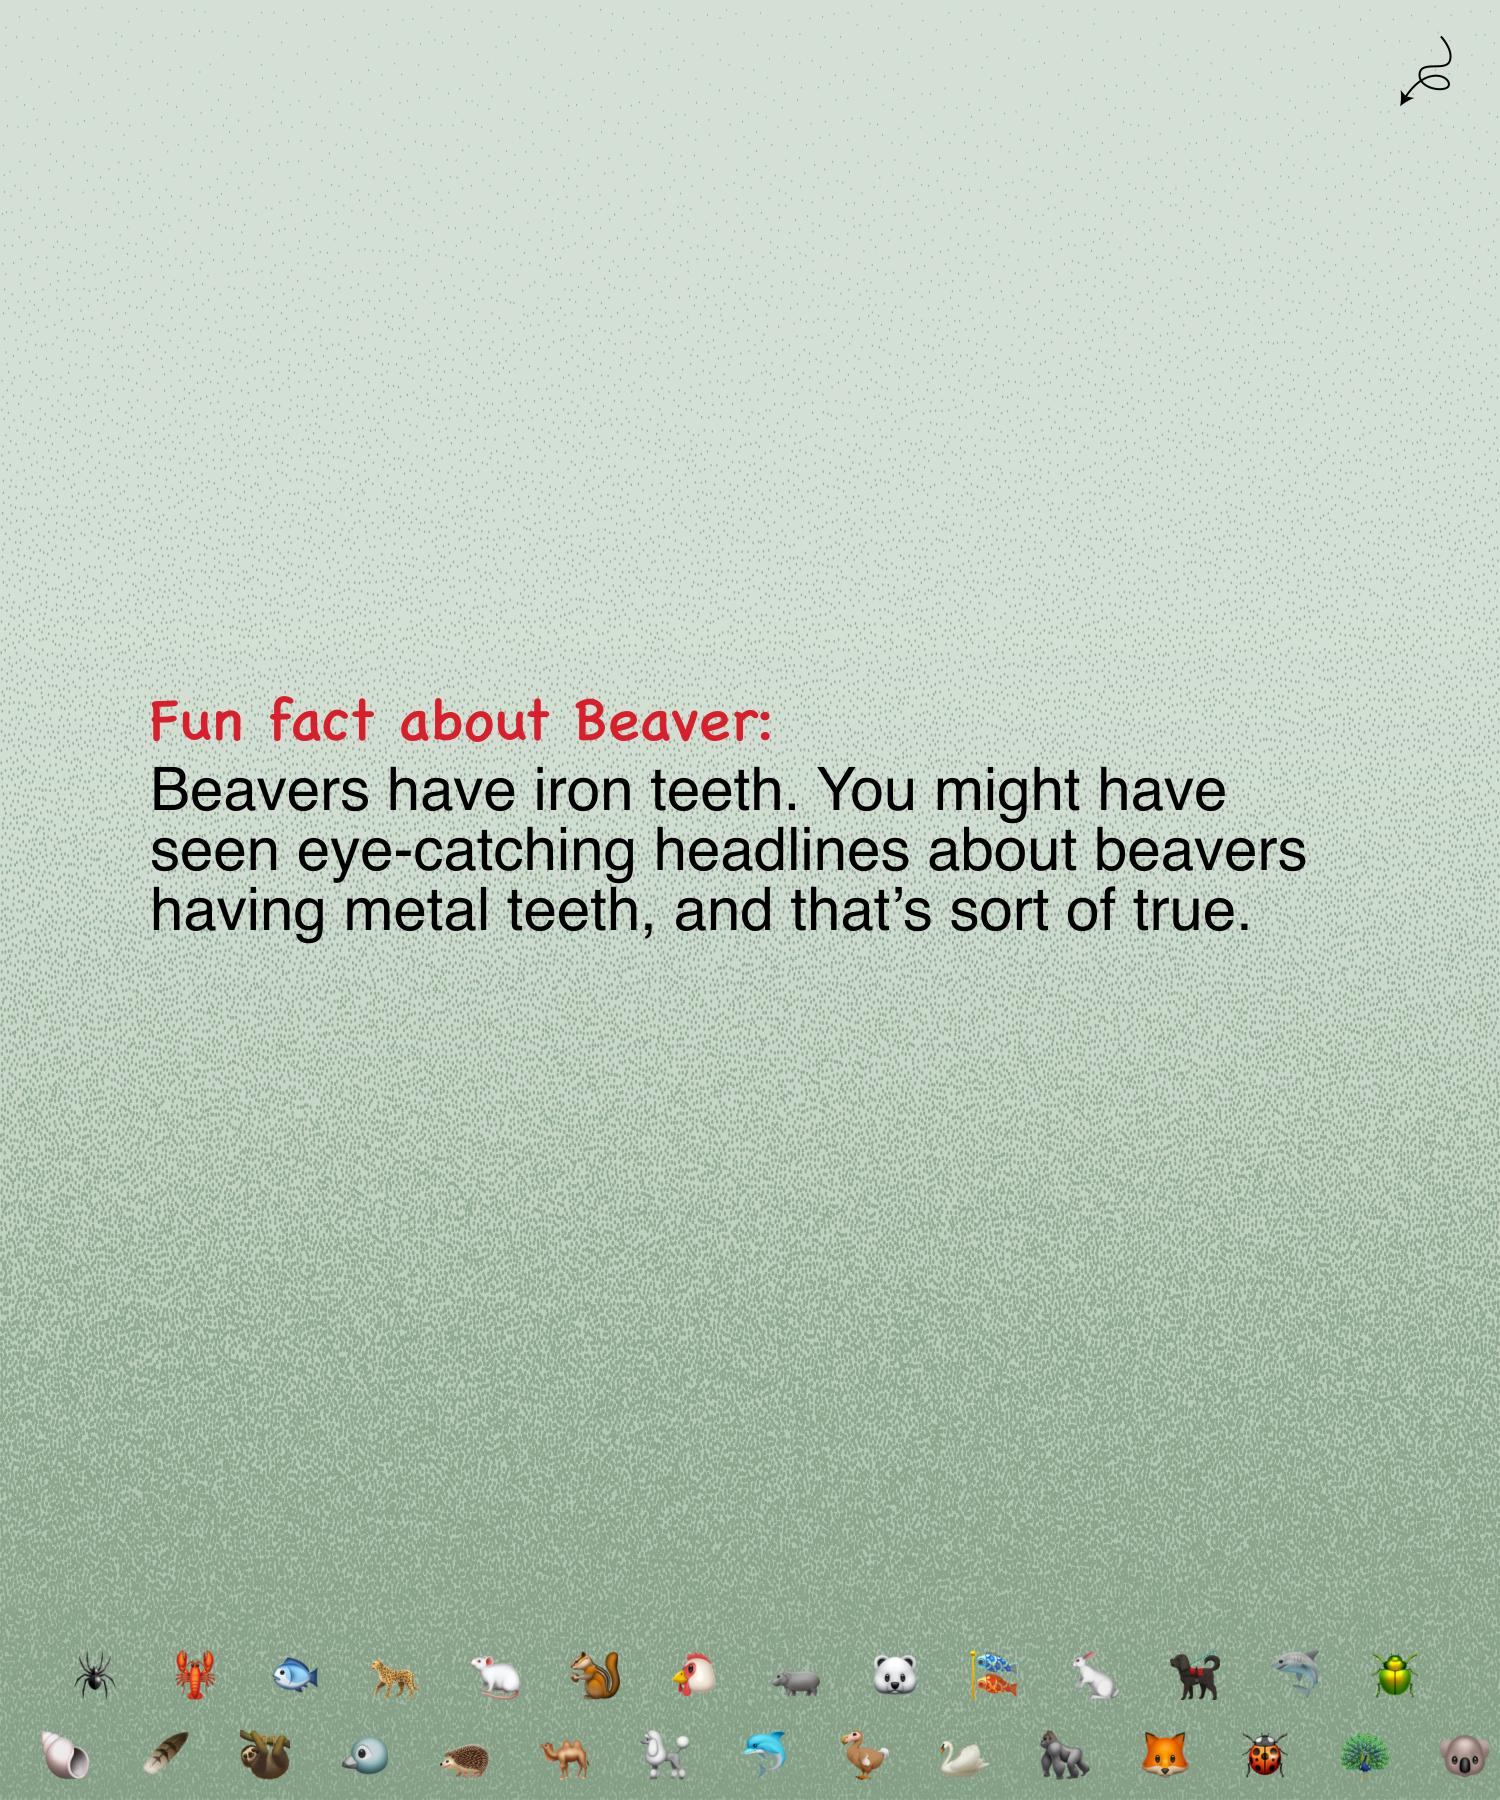 Fun fact about Beaver:
Beavers have iron teeth. You might have
seen eye-catching headlines about beavers
having metal teeth, and that’s sort of true.